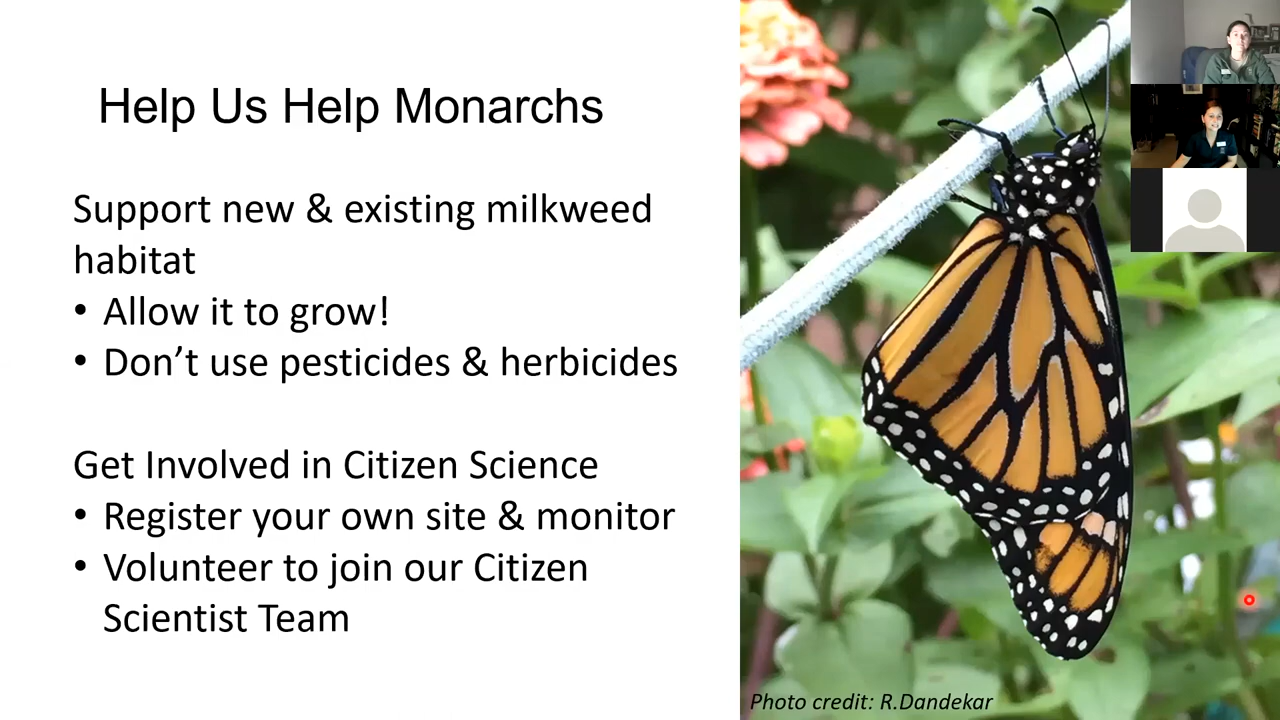 Help Us Help Monarchs
Support new & existing milkweed
habitat
• Allow it to grow!
• Don’t use pesticides & herbicides
Get Involved in Citizen Science
• Register your own site & monitor
• Volunteer to join our Citizen
Scientist Team
Photo credit: R.Dandekar